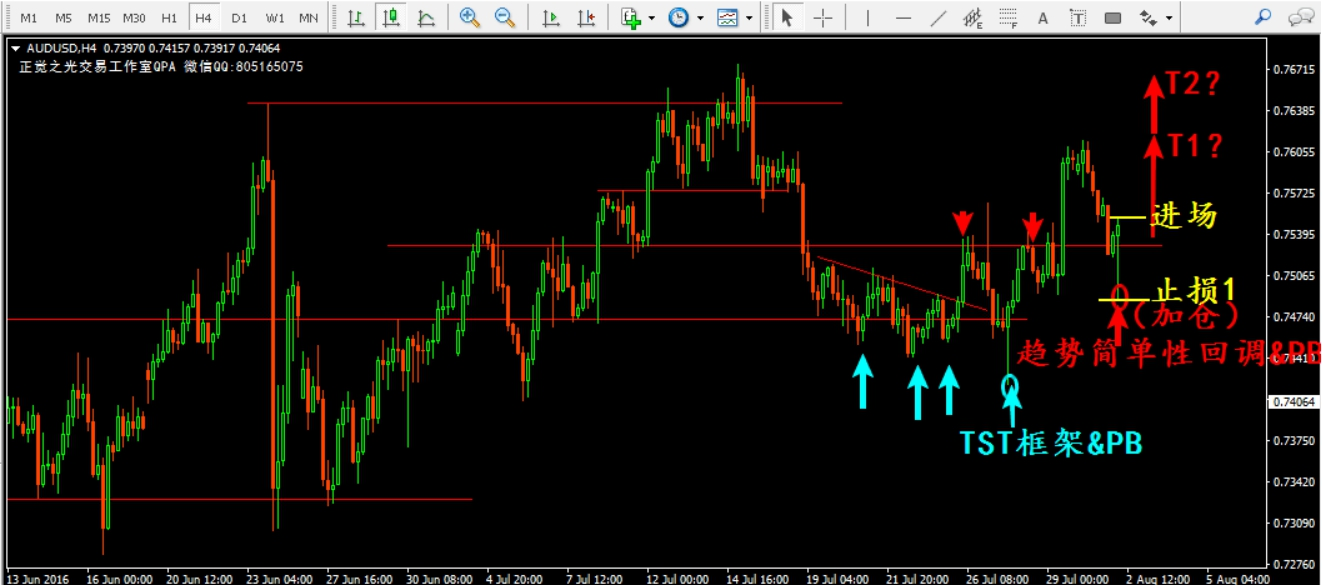 M1 M5 M15 M30 H1 H4 D1 W1 MN
A T
E F
AUDUSD,H4 0.73970 0.74157 0.73917 0.74064
正觉之光交易工作室QPA 微信QQ:805165075
0.76715
T2?
0.76385
T1?
0.76055
0.75725
进场
0.75395
0.75065
止损1
0.74740
(加仓)
趋势简单性回调&PB
0.74410
0.74064
TST框架&PB
0.73750
0.73420
0.73090
0.72760
13 Jun 2016 16 Jun 00:00 20 Jun 12:00 23 Jun 04:00 27 Jun 16:00 30 Jun 08:00 4 Jul 20:00 7 Jul 12:00 12 Jul 00:00 14 Jul 16:00 19 Jul 04:00 21 Jul 20:00 26 Jul 08:00 29 Jul 00:00 2 Aug 12:00 5 Aug 04:00